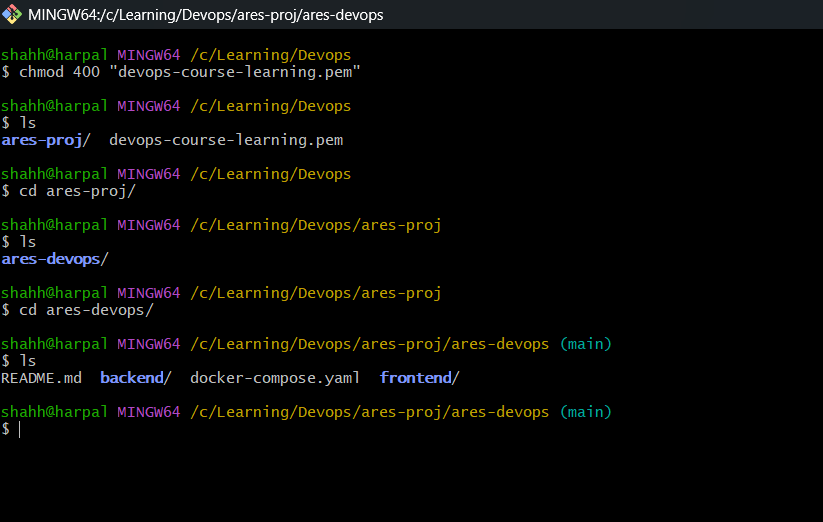 MINGW64:/c/Learning/Devops/ares-proj/ares-devops
shahh@harpal MINGW64 /c/Learning/Devops
$ chmod 400 "devops-course-learning.pem"
shahh@harpal MINGW64 /c/Learning/Devops
$ ls
ares-proj/  devops-course-learning.pem
shahh@harpal MINGW64 /c/Learning/Devops
$ cd ares-proj/
shahh@harpal MINGW64 /c/Learning/Devops/ares-proj
$ ls
ares-devops/
shahh@harpal MINGW64 /c/Learning/Devops/ares-proj
$ cd ares-devops/
shahh@harpal MINGW64 /c/Learning/Devops/ares-proj/ares-devops (main)
$ ls
README.md  backend/  docker-compose.yaml  frontend/
shahh@harpal MINGW64 /c/Learning/Devops/ares-proj/ares-devops (main)
$